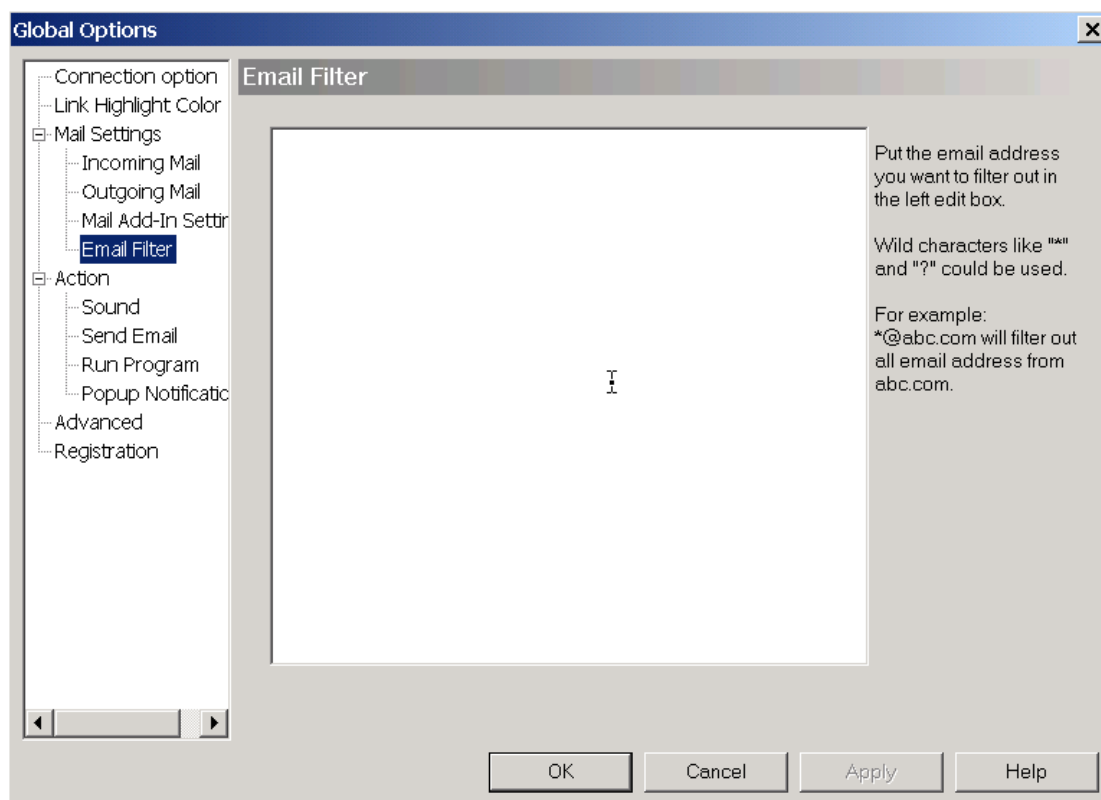 Global Options
Connection option
Link Highlight Color
Mail Settings
Incoming Mail
Outgoing Mail
Mail Add-In Settir
Email Filter
Action
Sound
Send Email
Run Program
Popup Notificatic
Advanced
Registration
Email Filter
Put the email address
you want to filter out in
the left edit box.
Wild characters like "*"
and "?" could be used.
For example:
*@abc.com will filter out
all email address from
abc.com.
OK
Cancel
Apply
Help